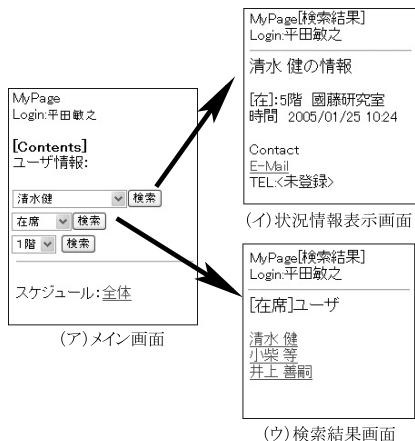 MyPage
Login:平田敏之
[Contents]
ユーザ情報:
清水健 検索
在席 検索
1階 検索
スケジュール:全体
(ア)メイン画面
MyPage[検索結果]
Login:平田敏之
清水 健の情報
[在]:5階 國藤研究室
時間 2005/01/25 10:24
Contact
E-Mail
TEL:<未登録>
(イ)状況情報表示画面
MyPage[検索結果]
Login:平田敏之
[在席]ユーザ
清水 健
小柴 等
井上 善嗣
(ウ)検索結果画面